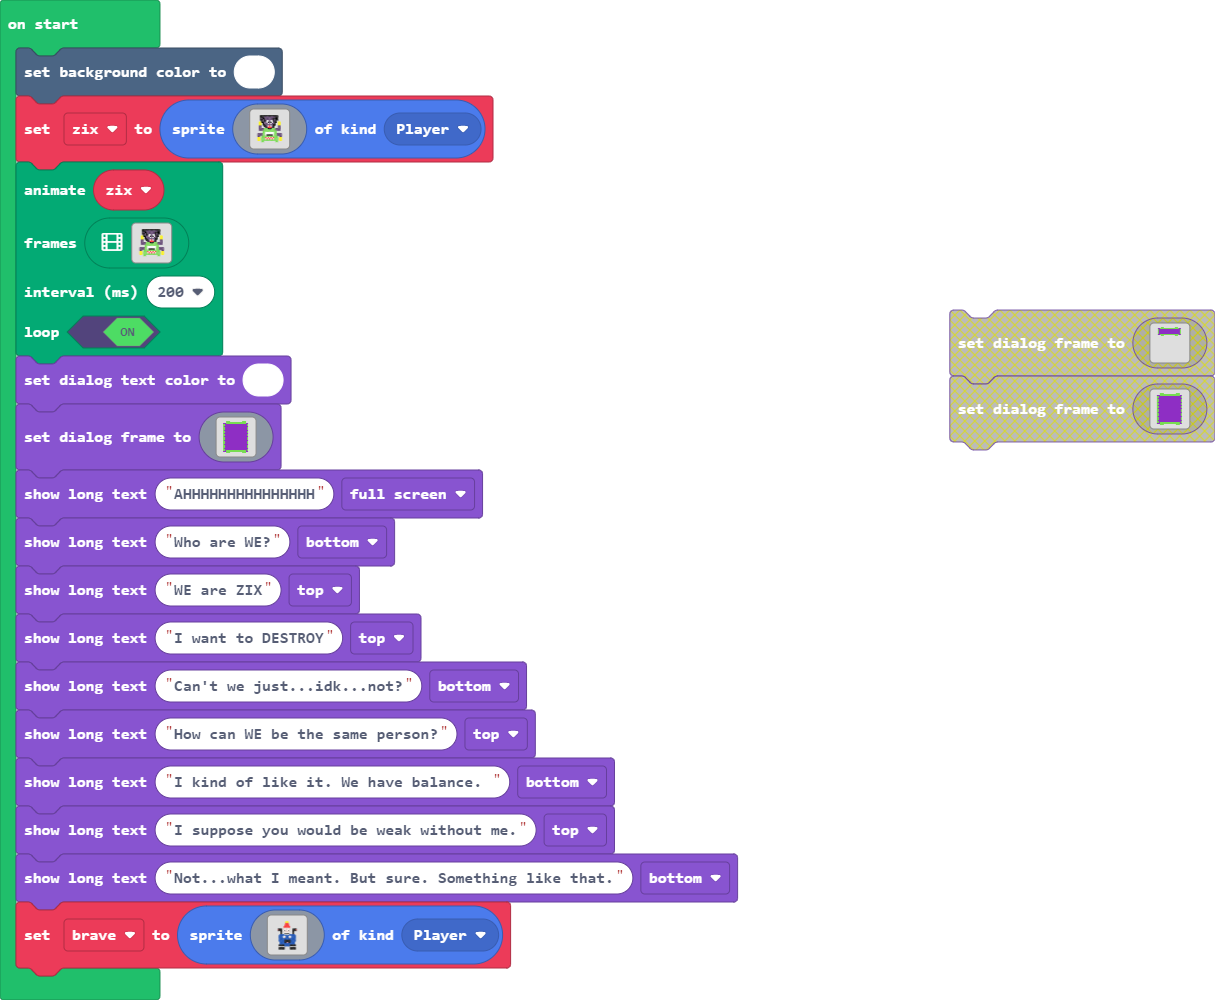 on start
set background color to
set zix to sprite of kind Player
animate zix
frames
interval (ms) 200
loop ON
set dialog text color to
set dialog frame to
show long text "AHHHHHHHHHHHHHHH" full screen
show long text "Who are WE?" bottom
show long text "WE are ZIX" top
show long text "I want to DESTROY" top
show long text "Can't we just...idk...not?" bottom
show long text "How can WE be the same person?" top
show long text "I kind of like it. We have balance. " bottom
show long text "I suppose you would be weak without me." top
show long text "Not...what I meant. But sure. Something like that." bottom
set brave to sprite of kind Player
set dialog frame to
set dialog frame to